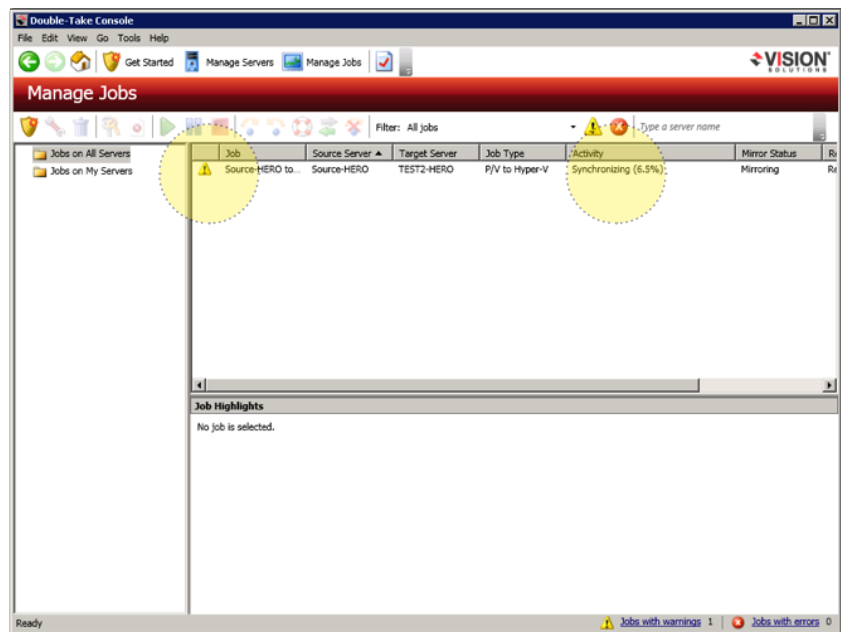 Double-Take Console
File Edit View Go Tools Help
Get Started Manage Servers Manage Jobs
VISION
SOLUTIONS
Manage Jobs
Filter: All jobs Type a server name
Jobs on All Servers
Jobs on My Servers
Job Source Server Target Server Job Type Activity Mirror Status
Source-HERO to... Source-HERO TEST2-HERO P/V to Hyper-V Synchronizing (6.5%) Mirroring
Job Highlights
No job is selected.
Ready Jobs with warnings 1 Jobs with errors 0